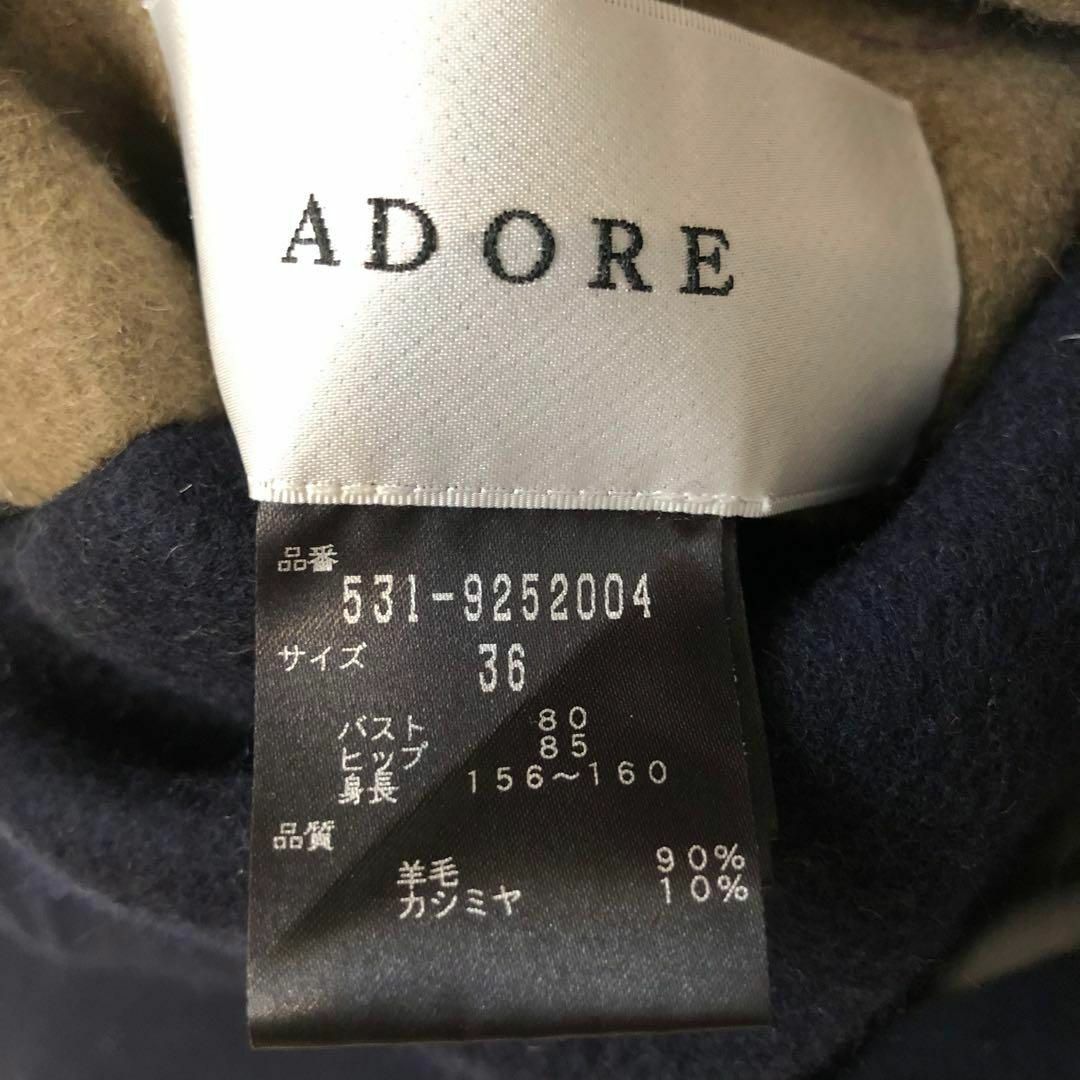 ADORE
品番
531-9252004
サイズ 36
バスト 80
ヒップ 85
身長 156～160
品質
羊毛 90%
カシミヤ 10%